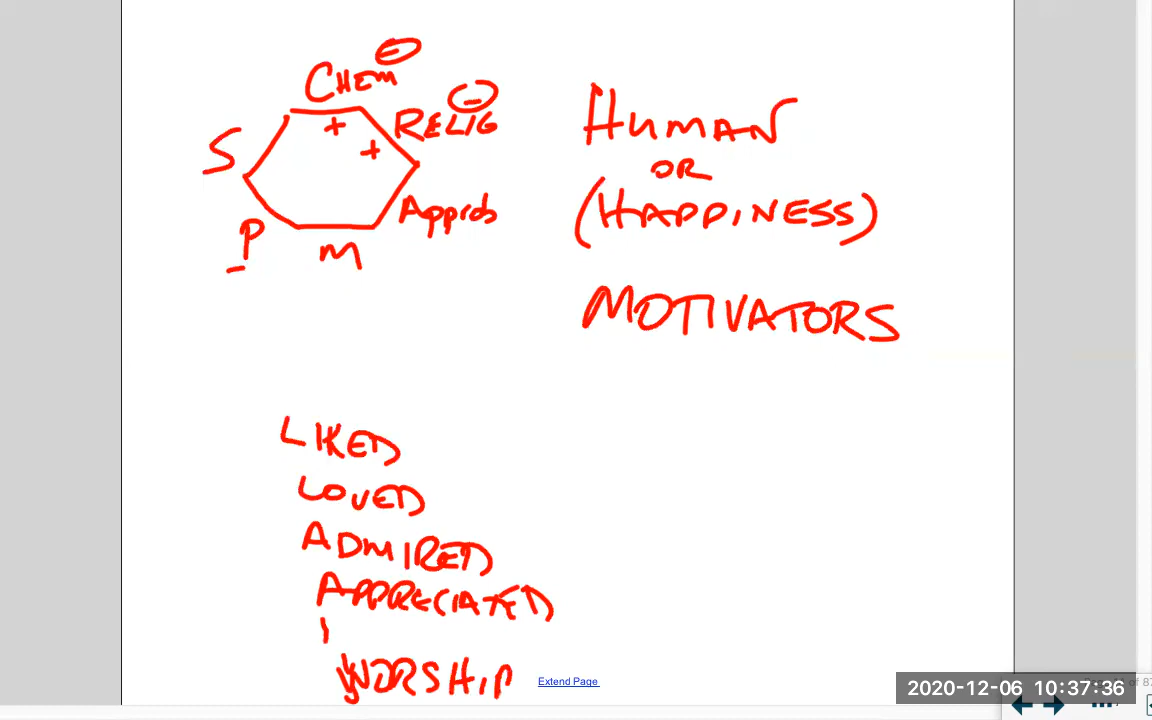 CHEM
RELIG
S
Approb
P
M
HUMAN
OR
(HAPPINESS)
MOTIVATORS
LIKED
LOVED
ADMIRED
APPRECIATED
WORSHIP
Extend Page
2020-12-06 10:37:36